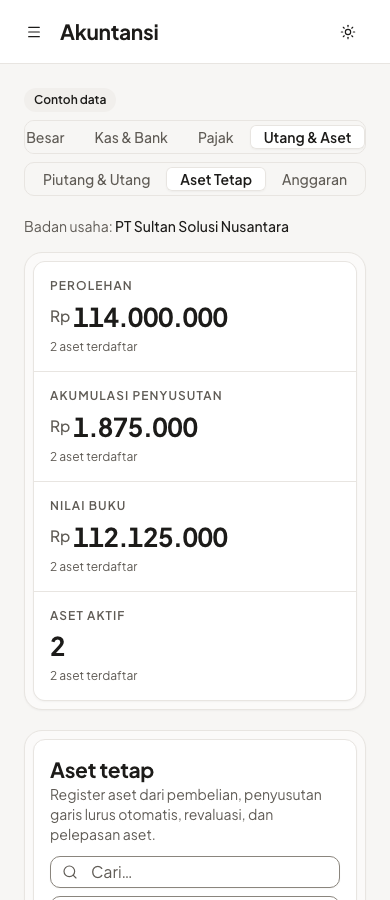 Akuntansi
Contoh data
Besar Kas & Bank Pajak Utang & Aset
Piutang & Utang Aset Tetap Anggaran
Badan usaha: PT Sultan Solusi Nusantara
PEROLEHAN
Rp 114.000.000
2 aset terdaftar
AKUMULASI PENYUSUTAN
Rp 1.875.000
2 aset terdaftar
NILAI BUKU
Rp 112.125.000
2 aset terdaftar
ASET AKTIF
2
2 aset terdaftar
Aset tetap
Register aset dari pembelian, penyusutan
garis lurus otomatis, revaluasi, dan
pelepasan aset.
Cari...